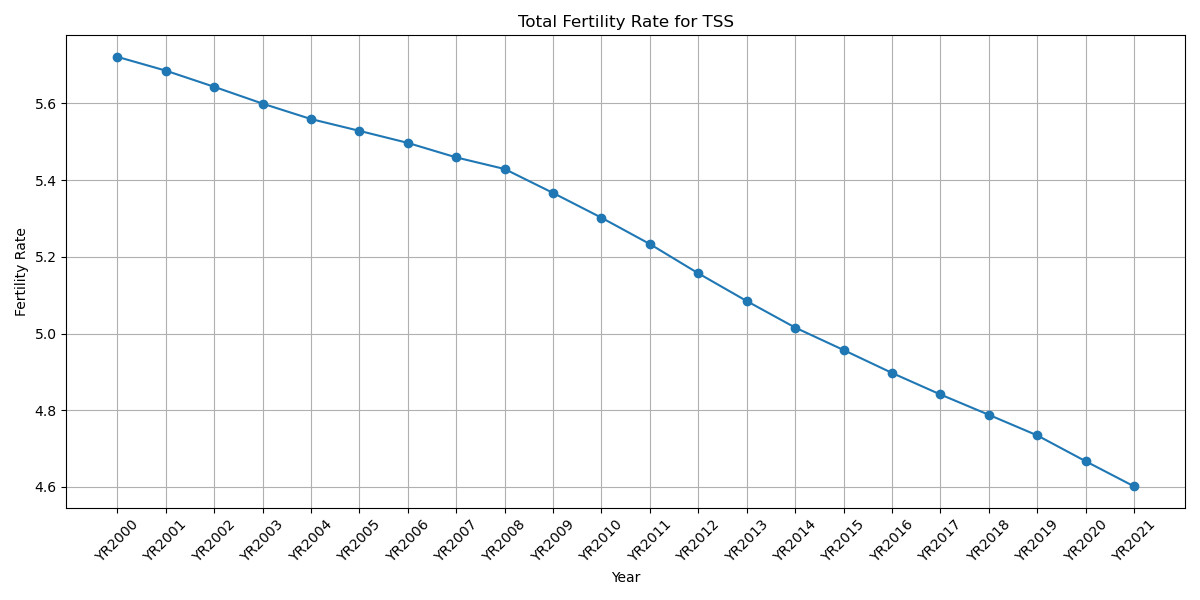 Total Fertility Rate for TSS
Fertility Rate
5.6
5.4
5.2
5.0
4.8
4.6
YR2000
YR2001
YR2002
YR2003
YR2004
YR2005
YR2006
YR2007
YR2008
YR2009
YR2010
YR2011
YR2012
YR2013
YR2014
YR2015
YR2016
YR2017
YR2018
YR2019
YR2020
YR2021
Year